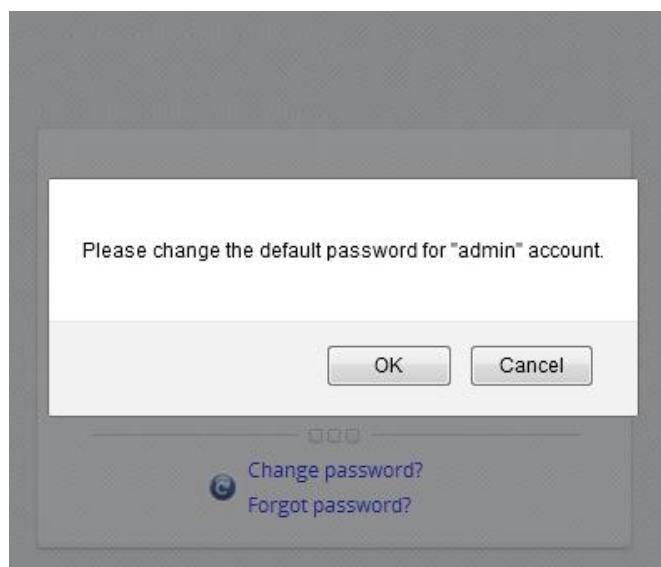 Please change the default password for "admin" account.
OK
Cancel
Change password?
Forgot password?